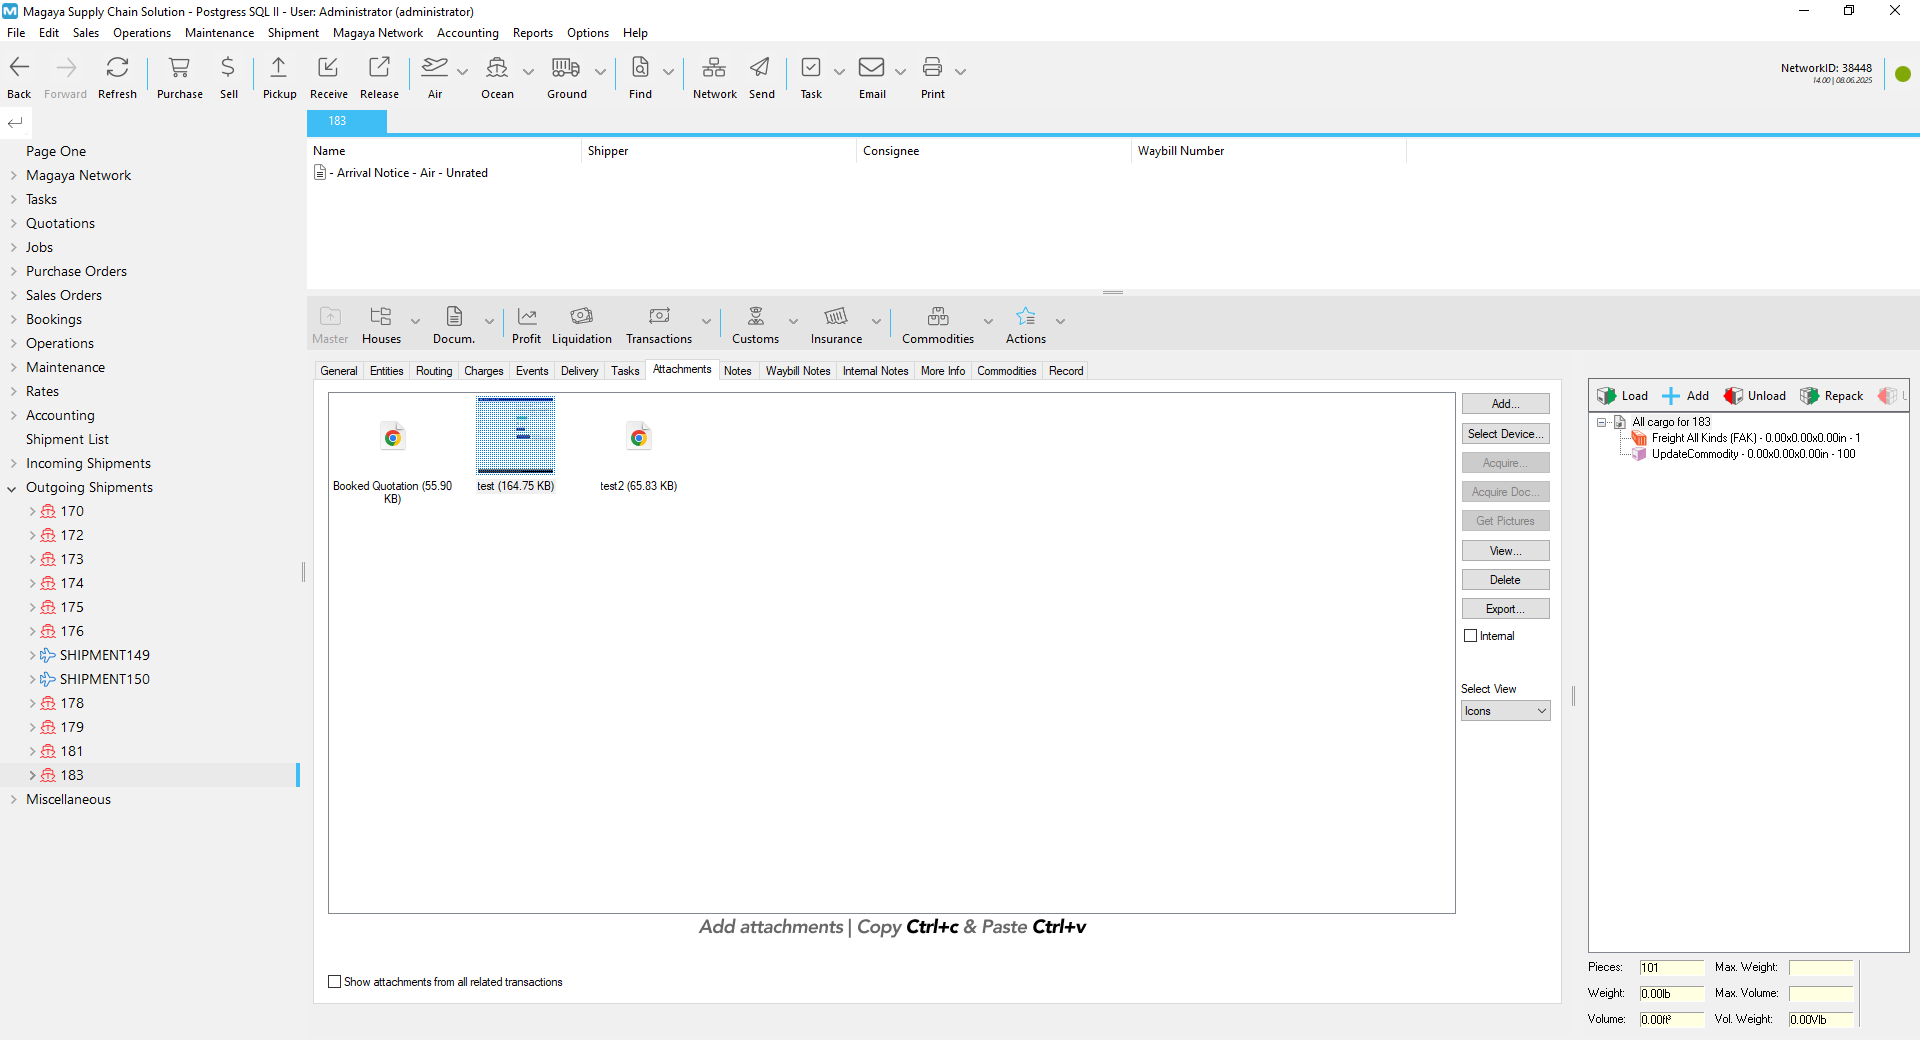 Magaya Supply Chain Solution - Postgress SQL II - User: Administrator (administrator)
File Edit Sales Operations Maintenance Shipment Magaya Network Accounting Reports Options Help
Back Forward Refresh Purchase Sell Pickup Receive Release Air Ocean Ground Find Network Send Task Email Print
NetworkID: 38448
14.00 | 08.06.2025
Page One
Magaya Network
Tasks
Quotations
Jobs
Purchase Orders
Sales Orders
Bookings
Operations
Maintenance
Rates
Accounting
Shipment List
Incoming Shipments
Outgoing Shipments
170
172
173
174
175
176
SHIPMENT149
SHIPMENT150
178
179
181
183
Miscellaneous
183
Name Shipper Consignee Waybill Number
- Arrival Notice - Air - Unrated
Master Houses Docum. Profit Liquidation Transactions Customs Insurance Commodities Actions
General Entities Routing Charges Events Delivery Tasks Attachments Notes Waybill Notes Internal Notes More Info Commodities Record
Booked Quotation (55.90
KB)
test (164.75 KB)
test2 (65.83 KB)
Add...
Select Device...
Acquire...
Acquire Doc...
Get Pictures
View...
Delete
Export...
Internal
Select View
Icons
Add attachments | Copy Ctrl+c & Paste Ctrl+v
Show attachments from all related transactions
Load Add Unload Repack L
All cargo for 183
Freight All Kinds (FAK) - 0.00x0.00x0.00in - 1
UpdateCommodity - 0.00x0.00x0.00in - 100
Pieces: 101 Max. Weight:
Weight: 0.00lb Max. Volume:
Volume: 0.00ft³ Vol. Weight: 0.00Vlb